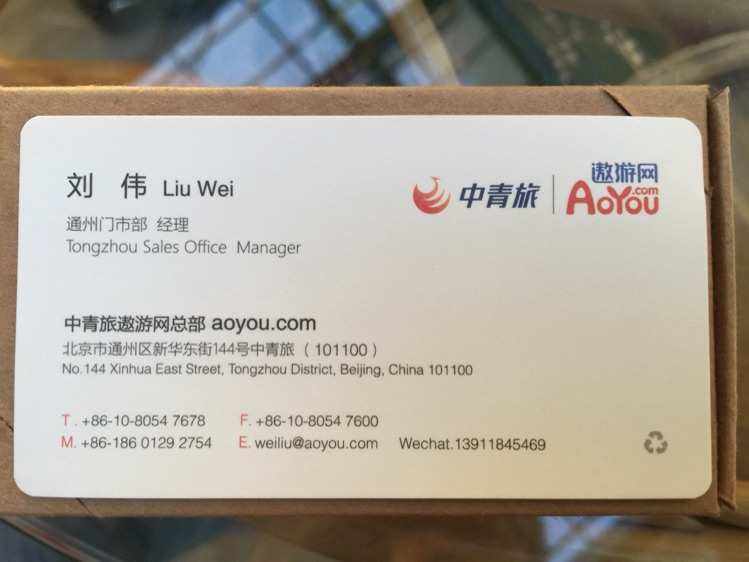 刘 伟 Liu Wei
中青旅 遨游网
AOYOU.com
通州门市部 经理
Tongzhou Sales Office Manager
中青旅遨游网总部 aoyou.com
北京市通州区新华东街144号中青旅（101100）
No.144 Xinhua East Street, Tongzhou District, Beijing, China 101100
T. +86-10-8054 7678 F. +86-10-8054 7600
M. +86-186 0129 2754 E. weiliu@aoyou.com Wechat.13911845469